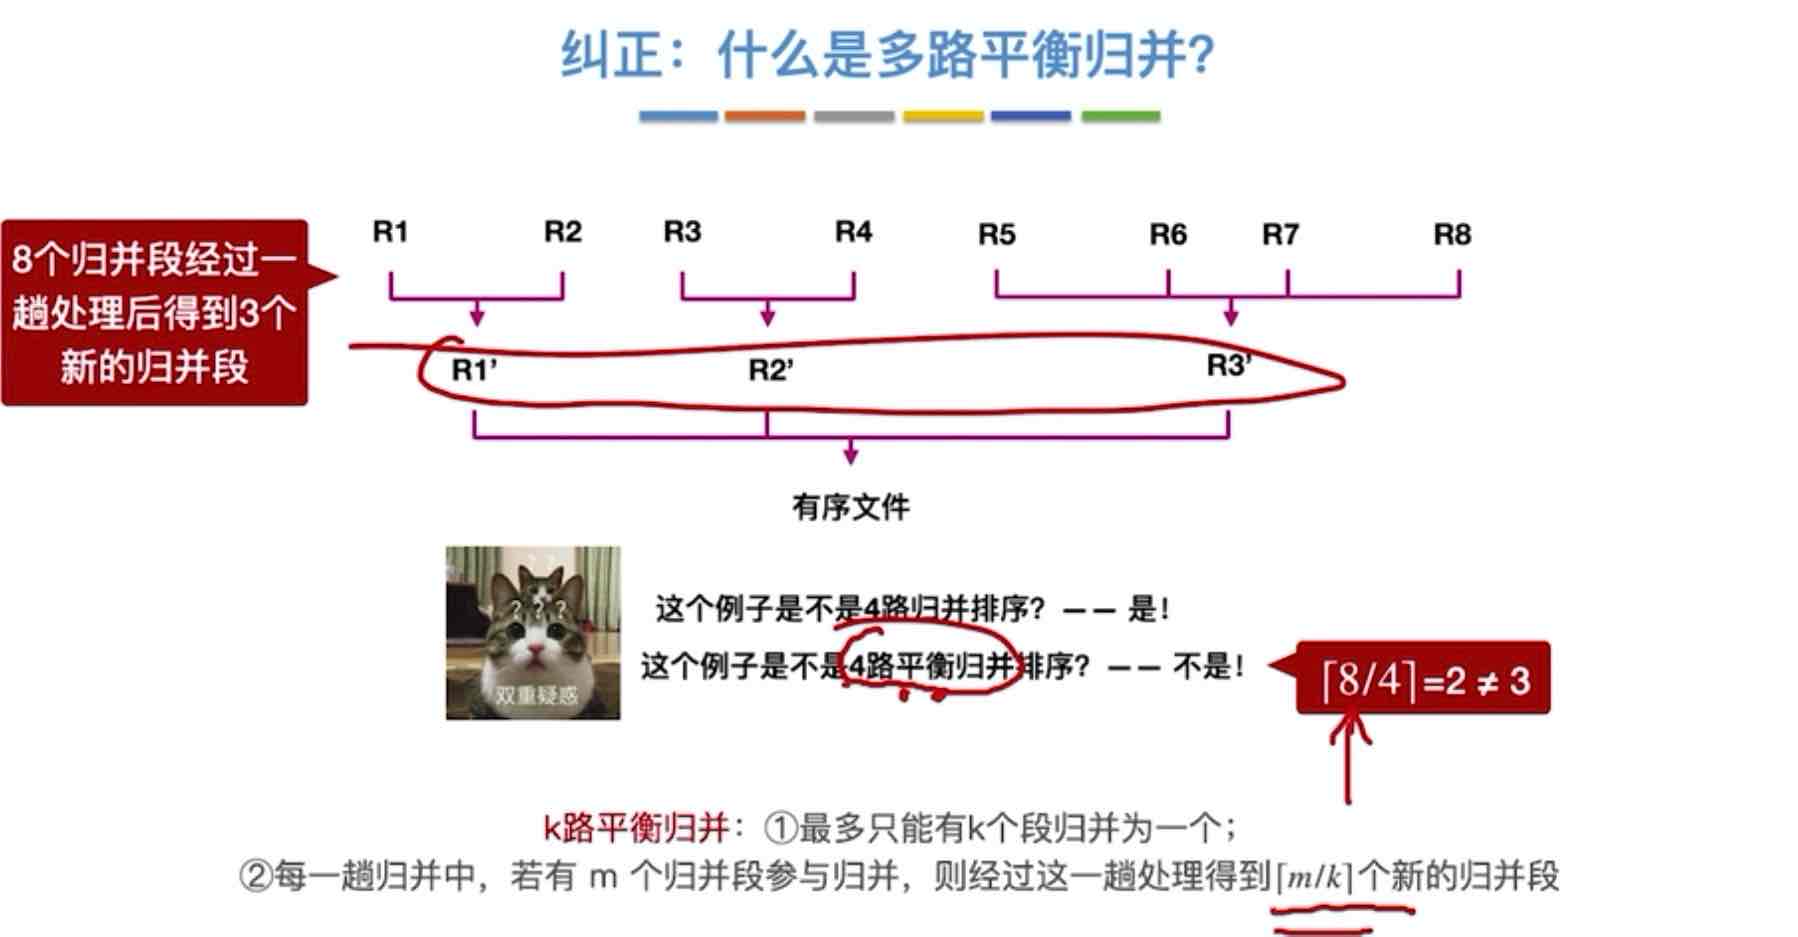 纠正：什么是多路平衡归并？
8个归并段经过一
趟处理后得到3个
新的归并段
R1 R2 R3 R4 R5 R6 R7 R8
R1’ R2’ R3’
有序文件
? ? ?
双重疑惑
这个例子是不是4路归并排序？—— 是！
这个例子是不是4路平衡归并排序？—— 不是！
⌈8/4⌉=2 ≠ 3
k路平衡归并：①最多只能有k个段归并为一个；
②每一趟归并中，若有 m 个归并段参与归并，则经过这一趟处理得到⌈m/k⌉个新的归并段